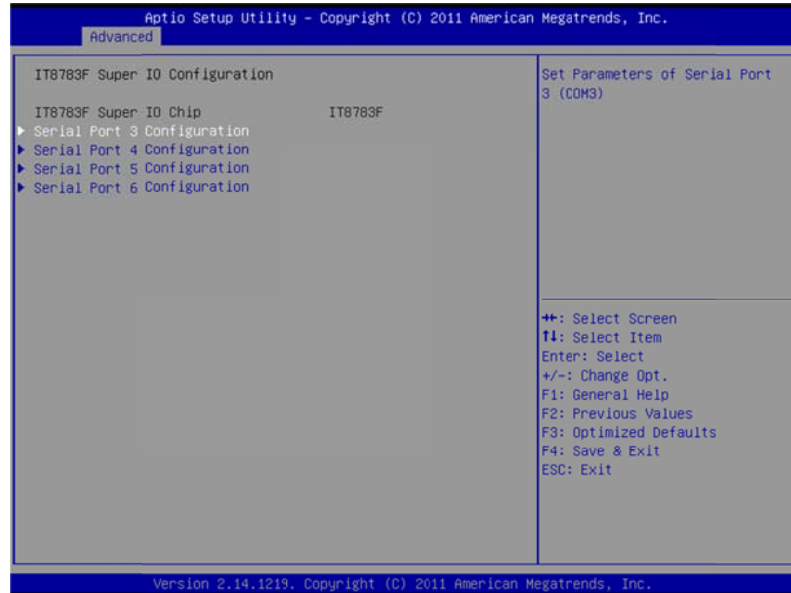 Aptio Setup Utility – Copyright (C) 2011 American Megatrends, Inc.
Advanced
IT8783F Super IO Configuration
IT8783F Super IO Chip IT8783F
▶ Serial Port 3 Configuration
▶ Serial Port 4 Configuration
▶ Serial Port 5 Configuration
▶ Serial Port 6 Configuration
Set Parameters of Serial Port
3 (COM3)
→←: Select Screen
↑↓: Select Item
Enter: Select
+/-: Change Opt.
F1: General Help
F2: Previous Values
F3: Optimized Defaults
F4: Save & Exit
ESC: Exit
Version 2.14.1219. Copyright (C) 2011 American Megatrends, Inc.